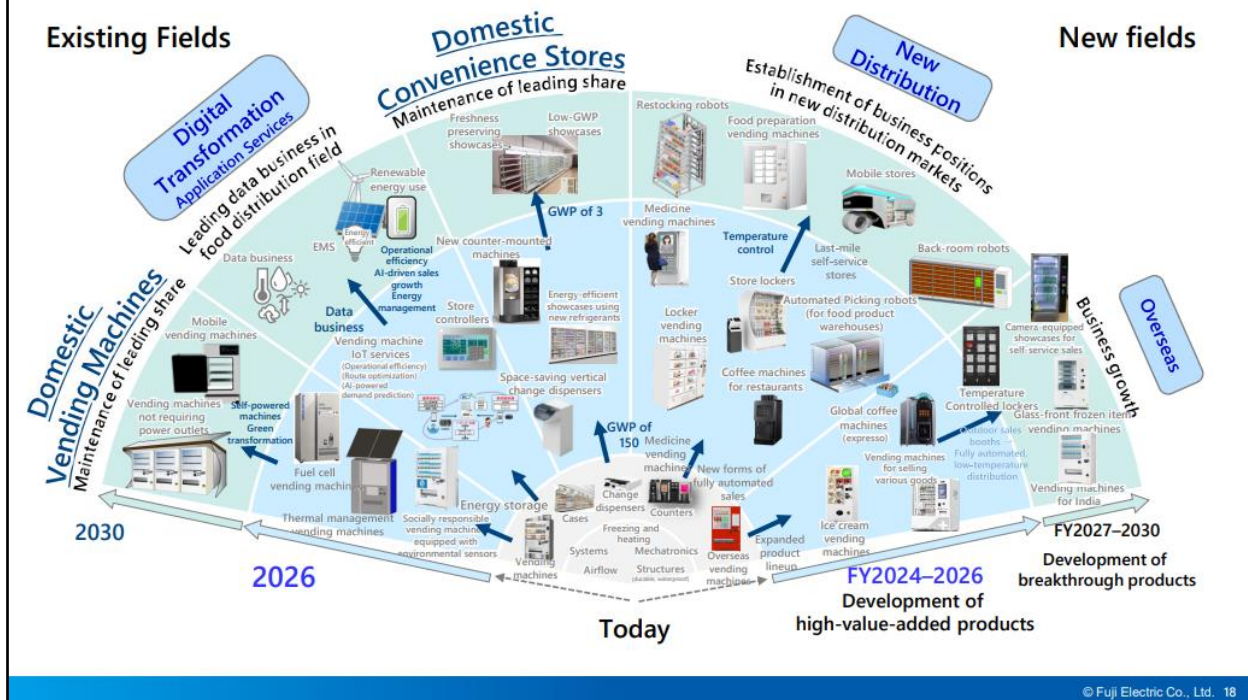 Existing Fields
New fields
Domestic
Convenience Stores
Maintenance of leading share
New
Distribution
Establishment of business positions
in new distribution markets
Digital
Transformation
Application Services
Leading data business in
food distribution field
Domestic
Vending Machines
Maintenance of leading share
Overseas
Business growth
Freshness
preserving
showcases
Low-GWP
showcases
GWP of 3
Restocking robots
Food preparation
vending machines
Mobile stores
Renewable
energy use
Energy
efficient
EMS
Data business
Operational
efficiency
AI-driven sales
growth
Energy
management
New counter-mounted
machines
Medicine
vending machines
Temperature
control
Last-mile
self-service
stores
Back-room robots
Camera-equipped
showcases for
self-service sales
Mobile
vending machines
Vending machines
not requiring
power outlets
Self-powered
machines
Green
transformation
Data
business
Vending machine
IoT services
(Operational efficiency)
(Route optimization)
(AI-powered
demand prediction)
Store
controllers
Energy-efficient
showcases using
new refrigerants
Space-saving vertical
change dispensers
Locker
vending
machines
Store lockers
Automated Picking robots
(for food product
warehouses)
Coffee machines
for restaurants
Global coffee
machines
(expresso)
Temperature
Controlled lockers
Glass-front frozen item
vending machines
Outdoor sales
booths
Fully automated,
low-temperature
distribution
Vending machines
for selling
various goods
Vending machines
for India
Fuel cell
vending machines
Thermal management
vending machines
Socially responsible
vending machines
equipped with
environmental sensors
Energy storage
GWP of
150
Medicine
vending
machines
New forms of
fully automated
sales
Cases
Change
dispensers
Counters
Freezing and
heating
Systems
Mechatronics
Airflow
Structures
(durable, waterproof)
Vending
machines
Overseas
vending
machines
Expanded
product
lineup
Ice cream
vending
machines
2030
2026
Today
FY2024–2026
Development of
high-value-added products
FY2027–2030
Development of
breakthrough products
© Fuji Electric Co., Ltd. 18